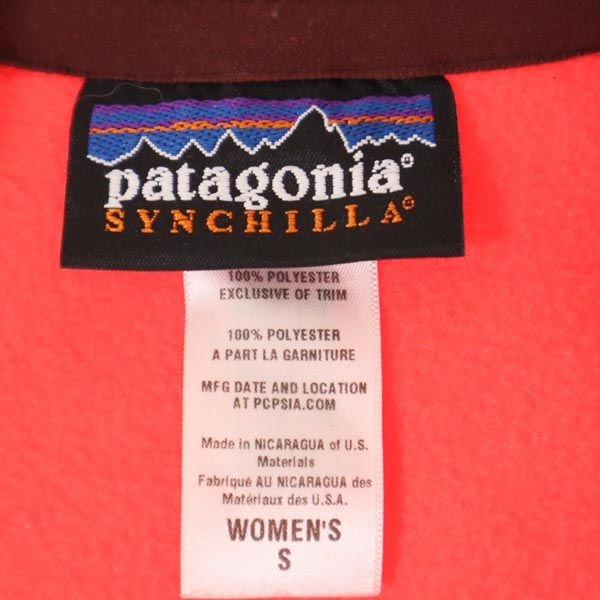 patagonia®
SYNCHILLA®
100% POLYESTER
EXCLUSIVE OF TRIM
100% POLYESTER
A PART LA GARNITURE
MFG DATE AND LOCATION
AT PCPSIA.COM
Made in NICARAGUA of U.S.
Materials
Fabriqué AU NICARAGUA des
Matériaux des U.S.A.
WOMEN'S
S